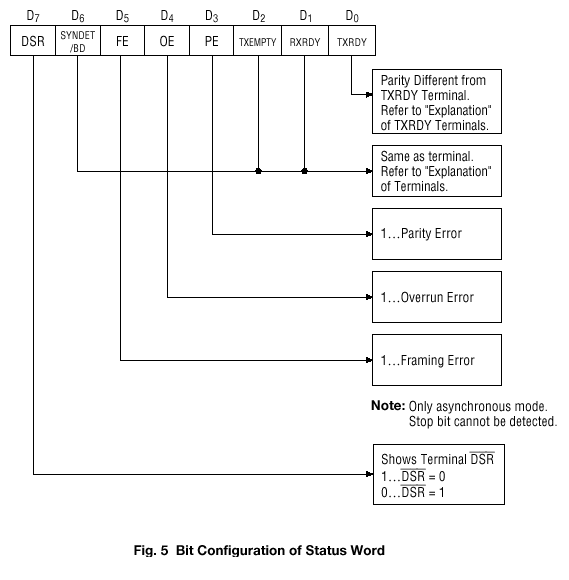 D7 D6 D5 D4 D3 D2 D1 D0
DSR SYNDET/BD FE OE PE TXEMPTY RXRDY TXRDY
Parity Different from
TXRDY Terminal.
Refer to "Explanation"
of TXRDY Terminals.
Same as terminal.
Refer to "Explanation"
of Terminals.
1...Parity Error
1...Overrun Error
1...Framing Error
Note: Only asynchronous mode.
Stop bit cannot be detected.
Shows Terminal D̅S̅R̅
1...D̅S̅R̅ = 0
0...D̅S̅R̅ = 1
Fig. 5 Bit Configuration of Status Word